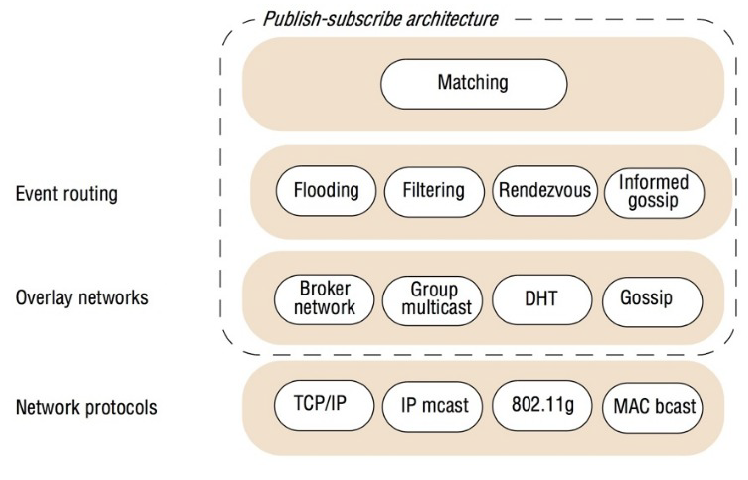 Publish-subscribe architecture
Matching
Event routing
Flooding
Filtering
Rendezvous
Informed
gossip
Overlay networks
Broker
network
Group
multicast
DHT
Gossip
Network protocols
TCP/IP
IP mcast
802.11g
MAC bcast